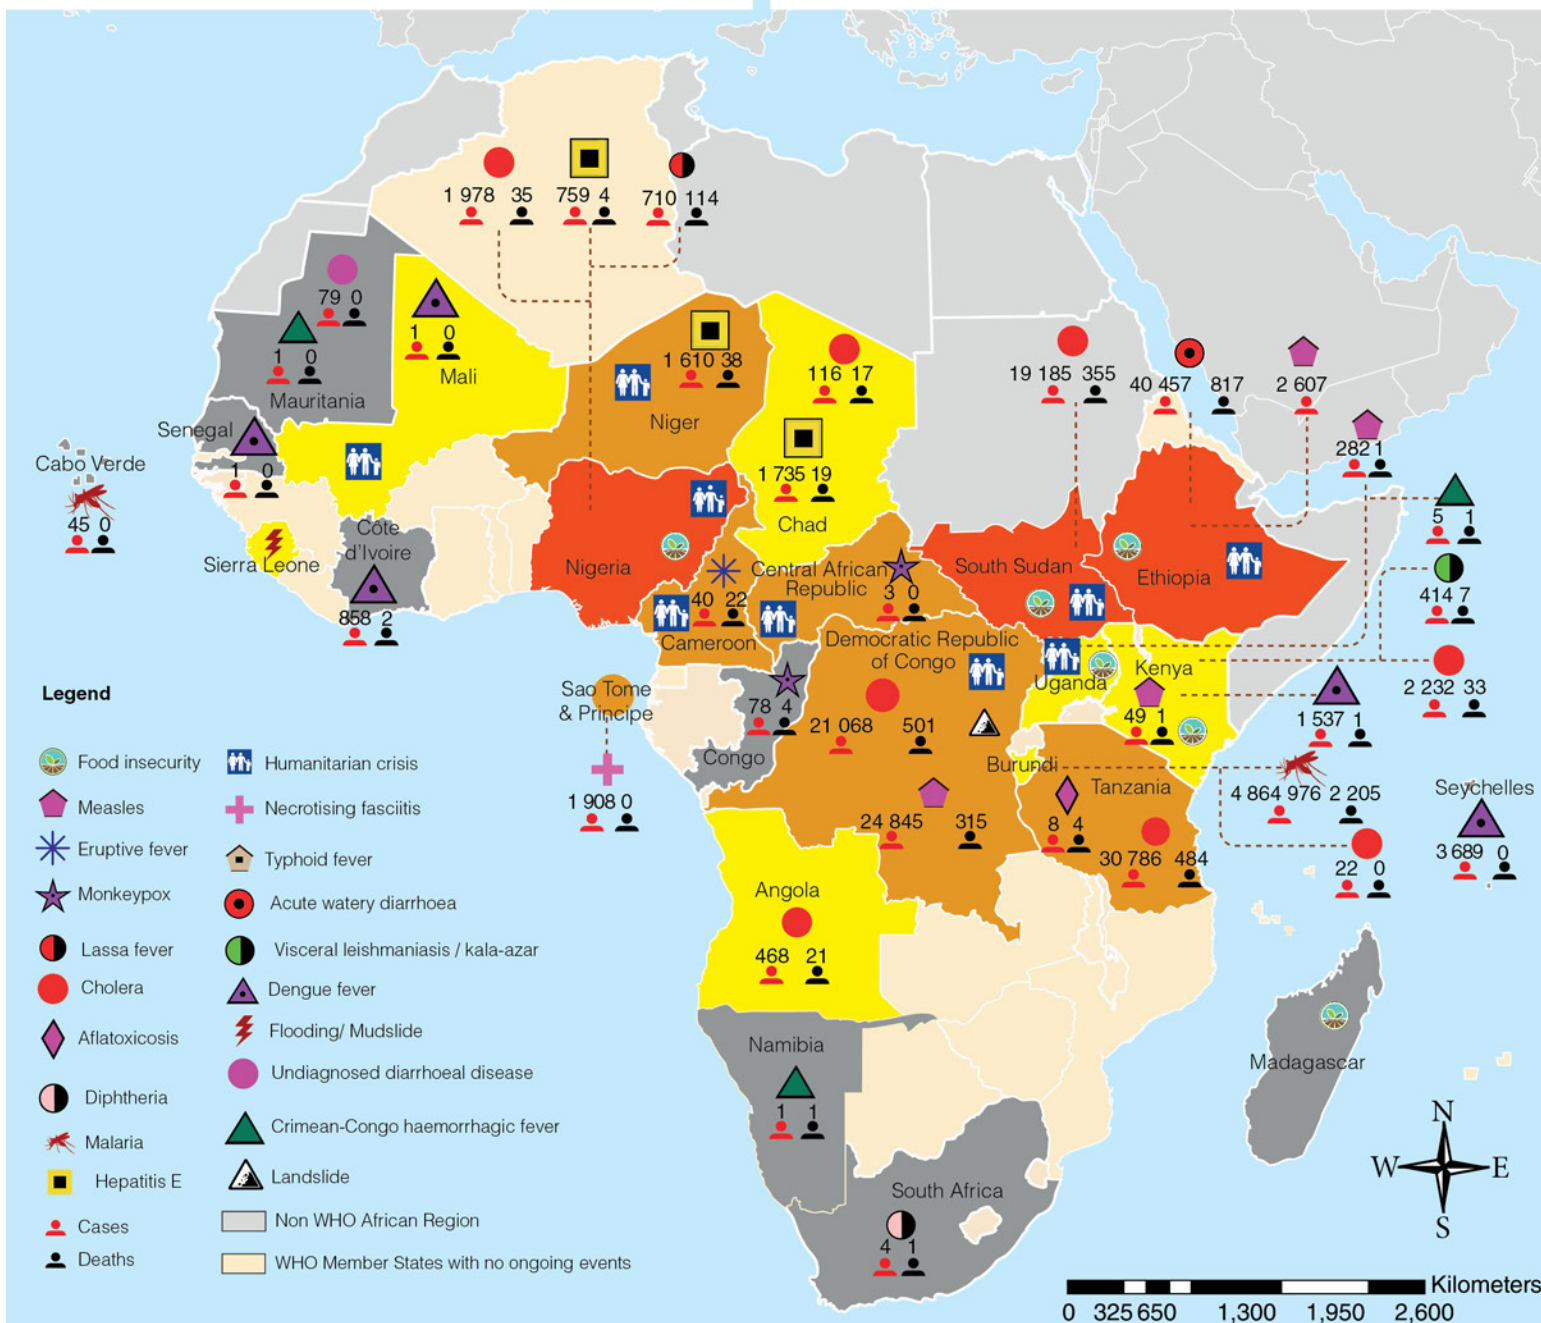 1 978 35
759 4
710 114
79 0
1 0
Mauritania
1 0
Mali
1 610 38
Niger
116 17
1 735 19
Chad
19 185 355
40 457 817
2 607
282 1
5 1
414 7
2 232 33
1 537 1
4 864 976 2 205
22 0
Seychelles
3 689 0
Senegal
1 0
Cabo Verde
45 0
Sierra Leone
Côte
d'Ivoire
858 2
Nigeria
40 22
Cameroon
Central African
Republic
3 0
South Sudan
Ethiopia
Democratic Republic
of Congo
21 068 501
24 845 315
Uganda
Kenya
49 1
Burundi
Tanzania
8 4
30 786 484
Sao Tome
& Principe
1 908 0
78 4
Congo
Angola
468 21
Namibia
1 1
South Africa
4 1
Madagascar
Legend
Food insecurity
Measles
Eruptive fever
Monkeypox
Lassa fever
Cholera
Aflatoxicosis
Diphtheria
Malaria
Hepatitis E
Cases
Deaths
Humanitarian crisis
Necrotising fasciitis
Typhoid fever
Acute watery diarrhoea
Visceral leishmaniasis / kala-azar
Dengue fever
Flooding/ Mudslide
Undiagnosed diarrhoeal disease
Crimean-Congo haemorrhagic fever
Landslide
Non WHO African Region
WHO Member States with no ongoing events
N
W E
S
Kilometers
0 325 650 1,300 1,950 2,600